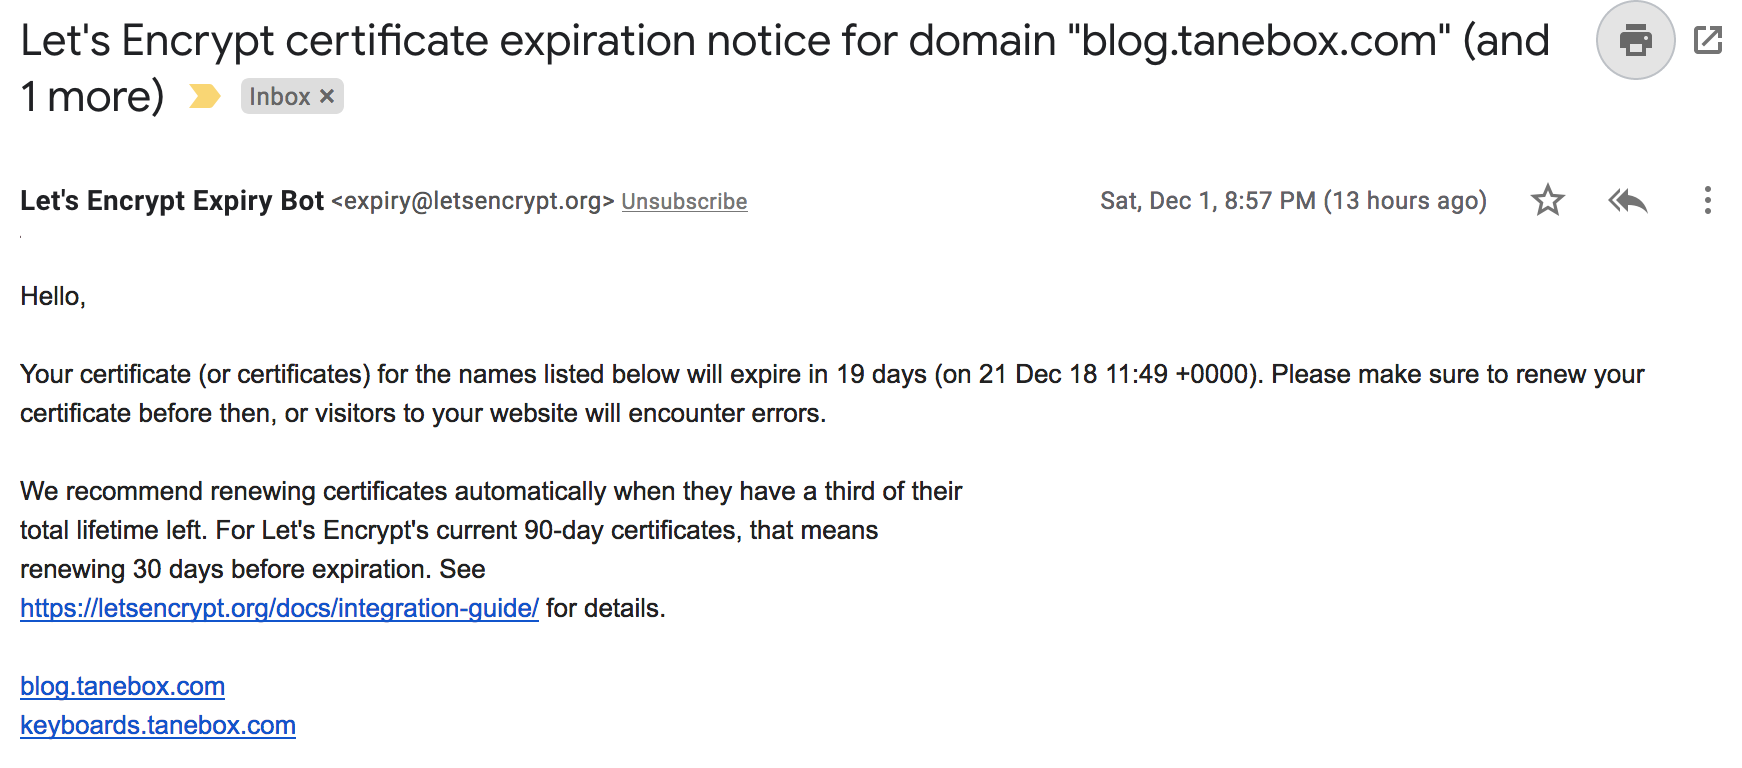 Let's Encrypt certificate expiration notice for domain "blog.tanebox.com" (and
1 more) Inbox ×
Let's Encrypt Expiry Bot <expiry@letsencrypt.org> Unsubscribe Sat, Dec 1, 8:57 PM (13 hours ago)
Hello,
Your certificate (or certificates) for the names listed below will expire in 19 days (on 21 Dec 18 11:49 +0000). Please make sure to renew your
certificate before then, or visitors to your website will encounter errors.
We recommend renewing certificates automatically when they have a third of their
total lifetime left. For Let's Encrypt's current 90-day certificates, that means
renewing 30 days before expiration. See
https://letsencrypt.org/docs/integration-guide/ for details.
blog.tanebox.com
keyboards.tanebox.com